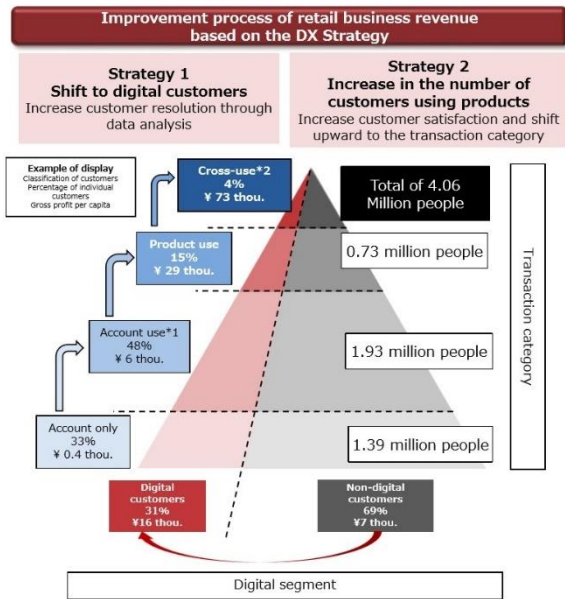 Improvement process of retail business revenue
based on the DX Strategy
Strategy 1
Shift to digital customers
Increase customer resolution through
data analysis
Strategy 2
Increase in the number of
customers using products
Increase customer satisfaction and shift
upward to the transaction category
Example of display
Classification of customers
Percentage of individual
customers
Gross profit per capita
Cross-use*2
4%
¥ 73 thou.
Total of 4.06
Million people
Product use
15%
¥ 29 thou.
0.73 million people
Account use*1
48%
¥ 6 thou.
1.93 million people
Account only
33%
¥ 0.4 thou.
1.39 million people
Transaction category
Digital
customers
31%
¥16 thou.
Non-digital
customers
69%
¥7 thou.
Digital segment